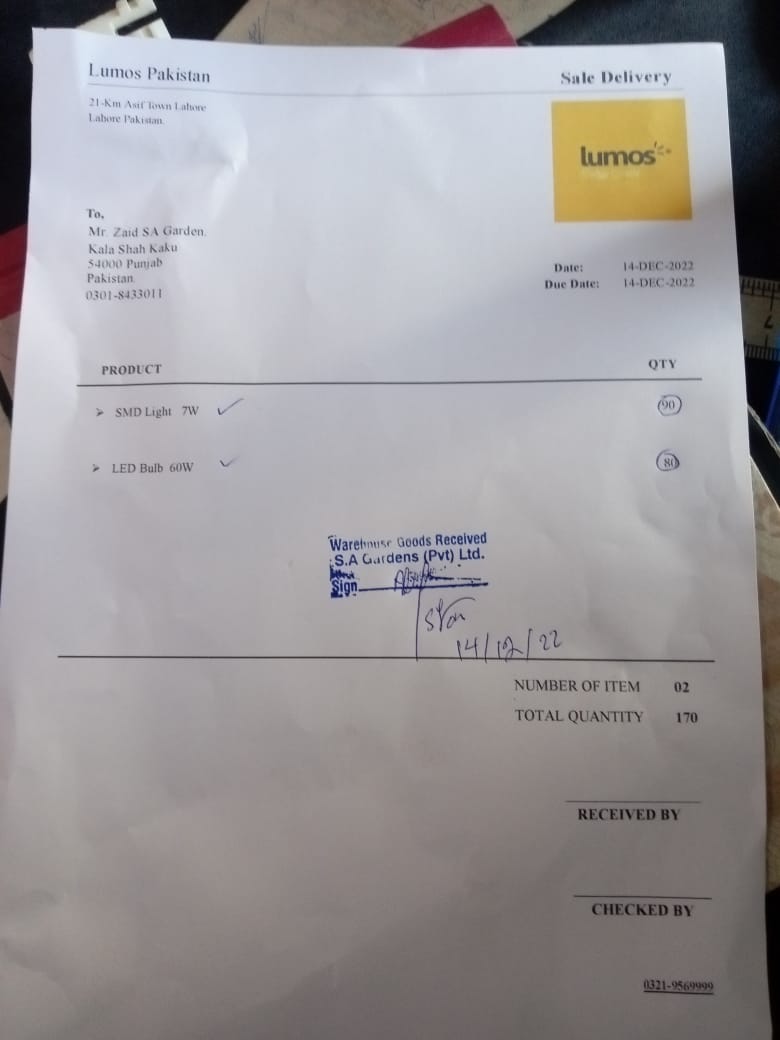 Lumos Pakistan
Sale Delivery
21-Km Asif Town Lahore
Lahore Pakistan.
lumos
To,
Mr. Zaid SA Garden.
Kala Shah Kaku
54000 Punjab
Pakistan.
0301-8433011
Date: 14-DEC-2022
Due Date: 14-DEC-2022
PRODUCT QTY
➢ SMD Light 7W 90
➢ LED Bulb 60W 80
Warehouse Goods Received
S.A Gardens (Pvt) Ltd.
Sign
14/12/22
NUMBER OF ITEM 02
TOTAL QUANTITY 170
RECEIVED BY
CHECKED BY
0321-9569999